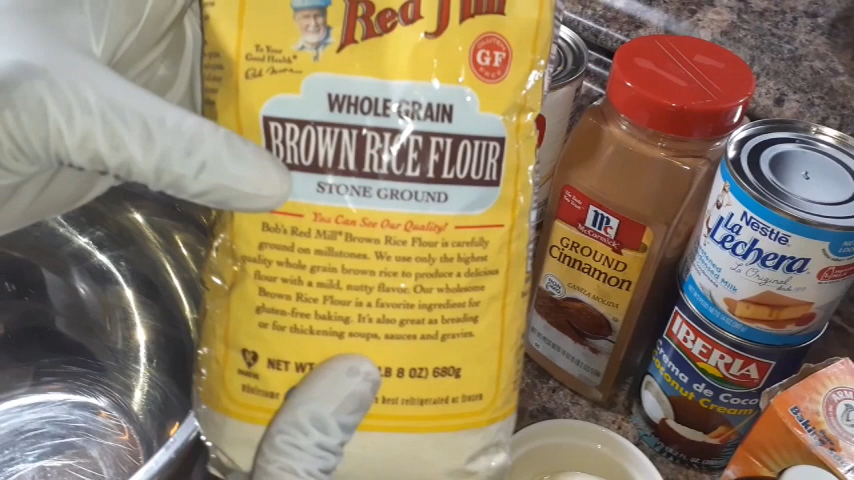 Red Mill
To Your
Good Health
GF
WHOLE GRAIN
BROWN RICE FLOUR
STONE GROUND
You Can See Our Quality!
Bob's Red Mill® Brown Rice Flour is carefully
ground on millstones. We use only the highest
quality whole grain brown rice to produce a delicious
flour with a mild, nutty flavor. Our wholesome
Brown Rice Flour is a favorite ingredient for
gluten-free baking. It's also great as breading
or for thickening soups, sauces and gravies.
NET LB 8 OZ) 680g
best refrigerated or frozen
McCormick
GROUND
Cinnamon
CANELA MOLIDA
Nestlé
La
Lechera
La Original
IBERIA
Crema de Coco
Coconut Cream
ARM
Baking